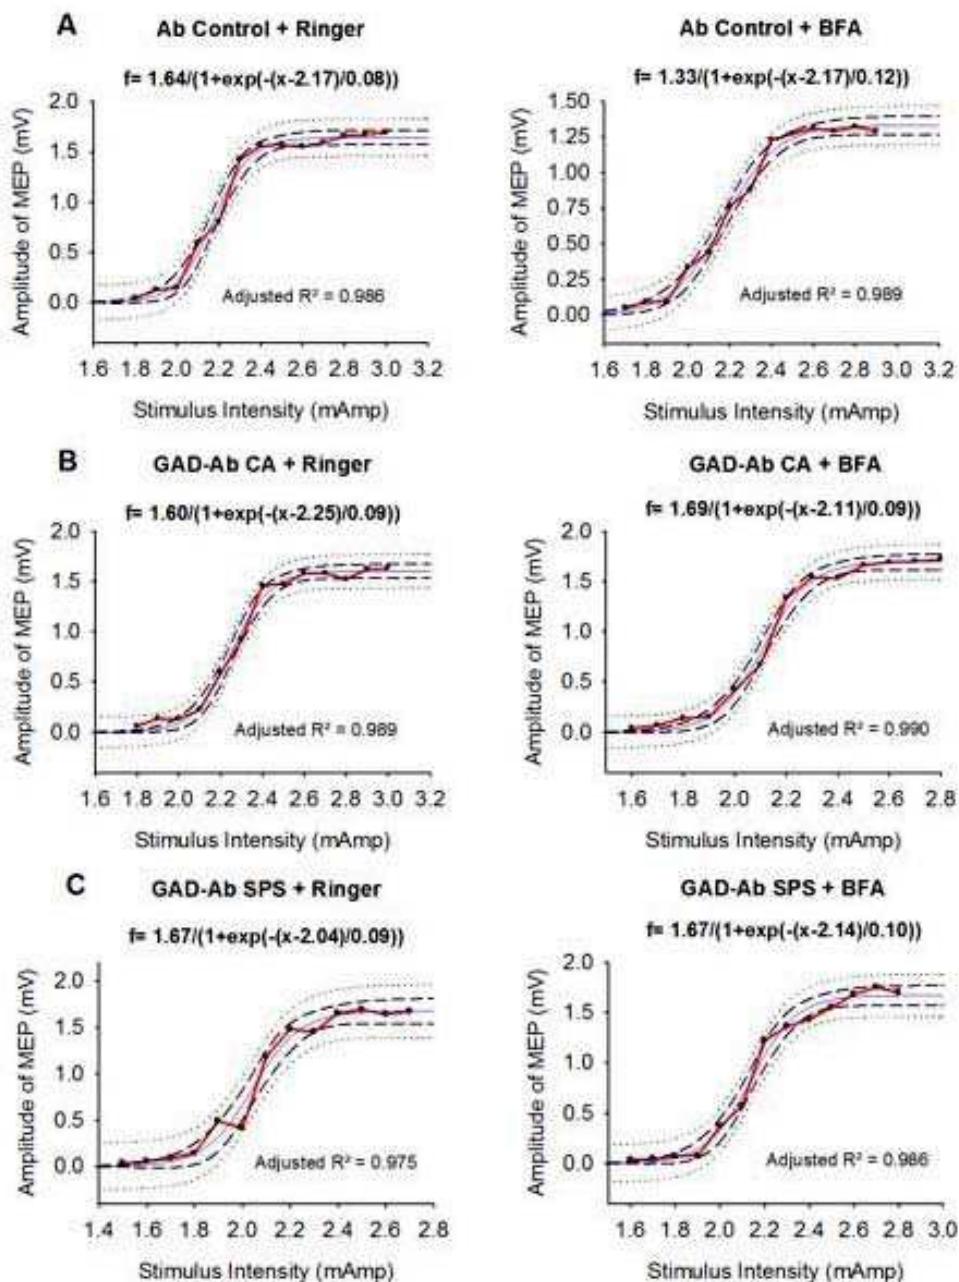 A
Ab Control + Ringer
f= 1.64/(1+exp(-(x-2.17)/0.08))
2.0
1.5
1.0
0.5
0.0
Amplitude of MEP (mV)
Adjusted R² = 0.986
1.6 1.8 2.0 2.2 2.4 2.6 2.8 3.0 3.2
Stimulus Intensity (mAmp)
Ab Control + BFA
f= 1.33/(1+exp(-(x-2.17)/0.12))
1.50
1.25
1.00
0.75
0.50
0.25
0.00
Amplitude of MEP (mV)
Adjusted R² = 0.989
1.6 1.8 2.0 2.2 2.4 2.6 2.8 3.0 3.2
Stimulus Intensity (mAmp)
B
GAD-Ab CA + Ringer
f= 1.60/(1+exp(-(x-2.25)/0.09))
2.0
1.5
1.0
0.5
0.0
Amplitude of MEP (mV)
Adjusted R² = 0.989
1.6 1.8 2.0 2.2 2.4 2.6 2.8 3.0 3.2
Stimulus Intensity (mAmp)
GAD-Ab CA + BFA
f= 1.69/(1+exp(-(x-2.11)/0.09))
2.0
1.5
1.0
0.5
0.0
Amplitude of MEP (mV)
Adjusted R² = 0.990
1.6 1.8 2.0 2.2 2.4 2.6 2.8
Stimulus Intensity (mAmp)
C
GAD-Ab SPS + Ringer
f= 1.67/(1+exp(-(x-2.04)/0.09))
2.0
1.5
1.0
0.5
0.0
Amplitude of MEP (mV)
Adjusted R² = 0.975
1.4 1.6 1.8 2.0 2.2 2.4 2.6 2.8
Stimulus Intensity (mAmp)
GAD-Ab SPS + BFA
f= 1.67/(1+exp(-(x-2.14)/0.10))
2.0
1.5
1.0
0.5
0.0
Amplitude of MEP (mV)
Adjusted R² = 0.986
1.6 1.8 2.0 2.2 2.4 2.6 2.8 3.0
Stimulus Intensity (mAmp)